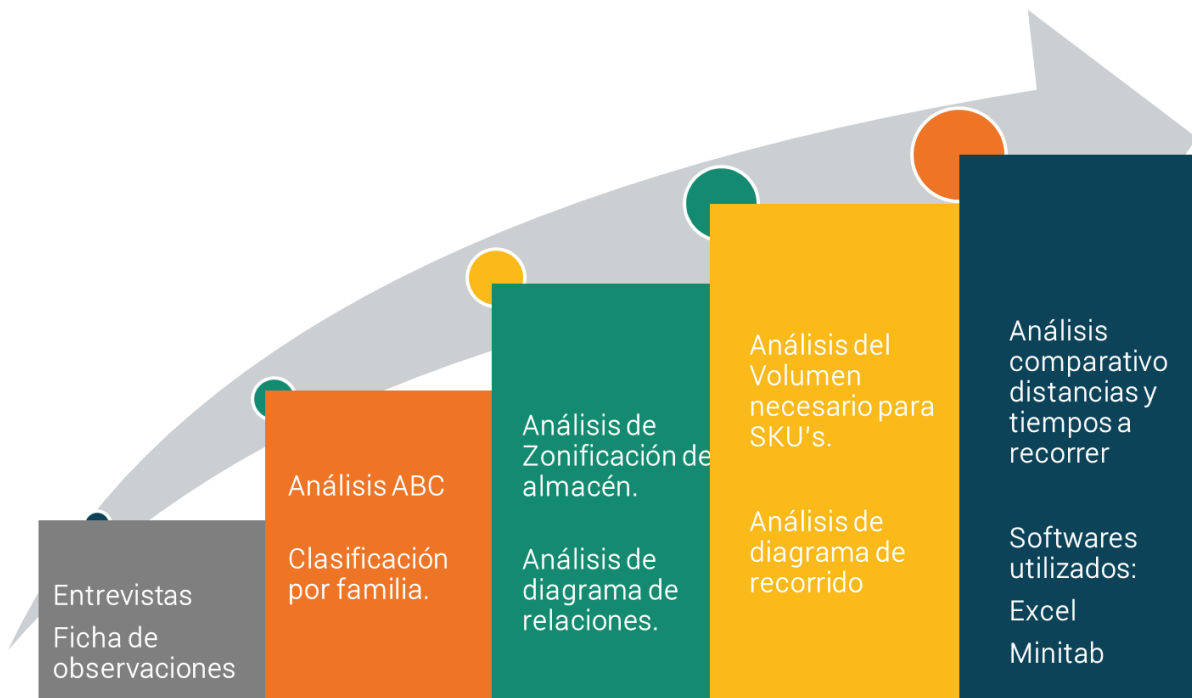 Entrevistas
Ficha de
observaciones
Análisis ABC
Clasificación
por familia.
Análisis de
Zonificación de
almacén.
Análisis de
diagrama de
relaciones.
Análisis del
Volumen
necesario para
SKU's.
Análisis de
diagrama de
recorrido
Análisis
comparativo
distancias y
tiempos a
recorrer
Softwares
utilizados:
Excel
Minitab